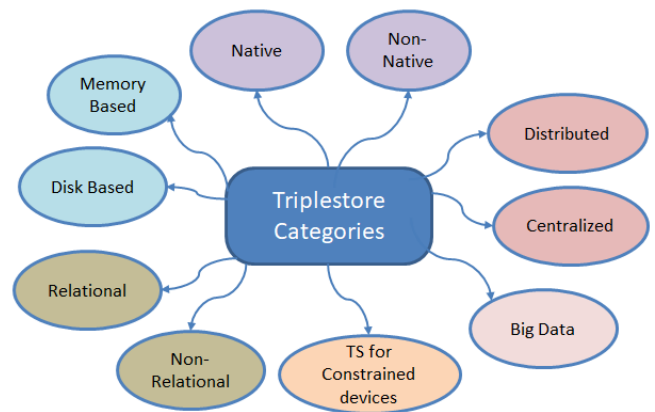 Native
Non-
Native
Memory
Based
Distributed
Disk Based
Triplestore
Categories
Centralized
Relational
Big Data
Non-
Relational
TS for
Constrained
devices